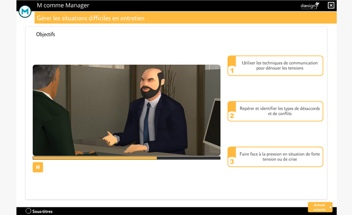 M comme Manager
daesign
Gérer les situations difficiles en entretien
Objectifs
1
Utiliser les techniques de communication
pour dénouer les tensions
2
Repérer et identifier les types de désaccords
et de conflits
3
Faire face à la pression en situation de forte
tension ou de crise
Sous-titres